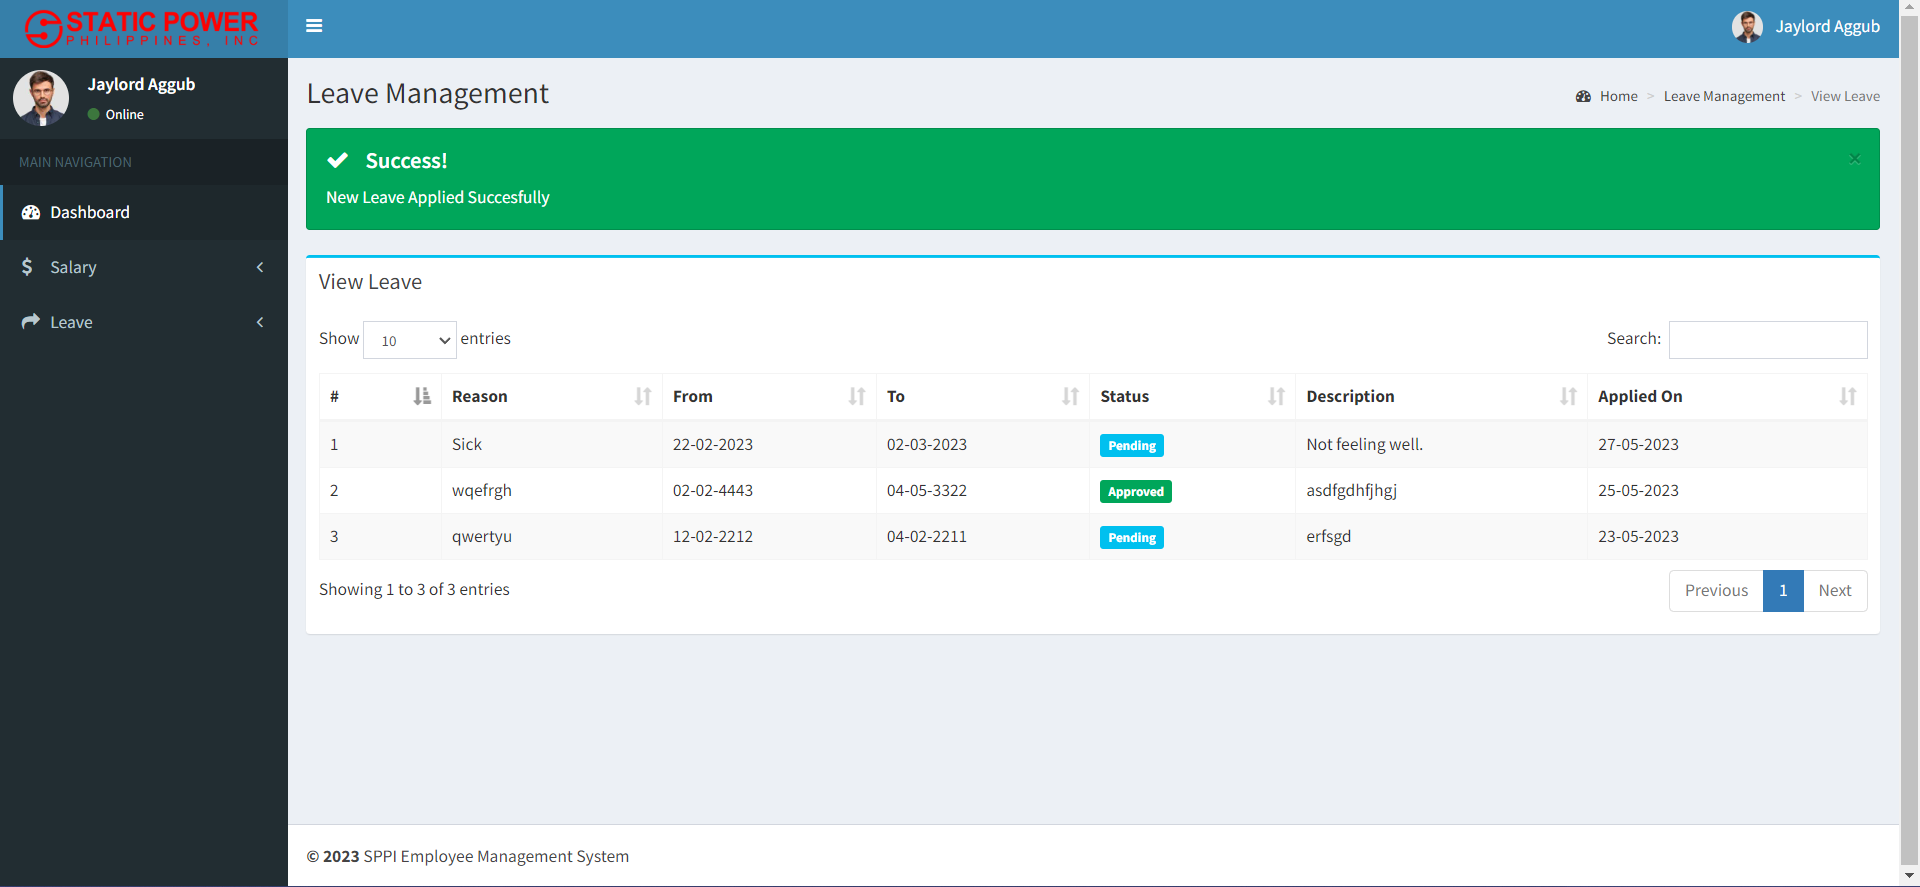 STATIC POWER
PHILIPPINES, INC
Jaylord Aggub
Jaylord Aggub
Online
MAIN NAVIGATION
Dashboard
Salary
Leave
Leave Management
Home > Leave Management > View Leave
Success!
×
New Leave Applied Succesfully
View Leave
Show 10 entries
Search:
# Reason From To Status Description Applied On
1 Sick 22-02-2023 02-03-2023 Pending Not feeling well. 27-05-2023
2 wqefrgh 02-02-4443 04-05-3322 Approved asdfgdhfjhgj 25-05-2023
3 qwertyu 12-02-2212 04-02-2211 Pending erfsgd 23-05-2023
Showing 1 to 3 of 3 entries
Previous 1 Next
© 2023 SPPI Employee Management System